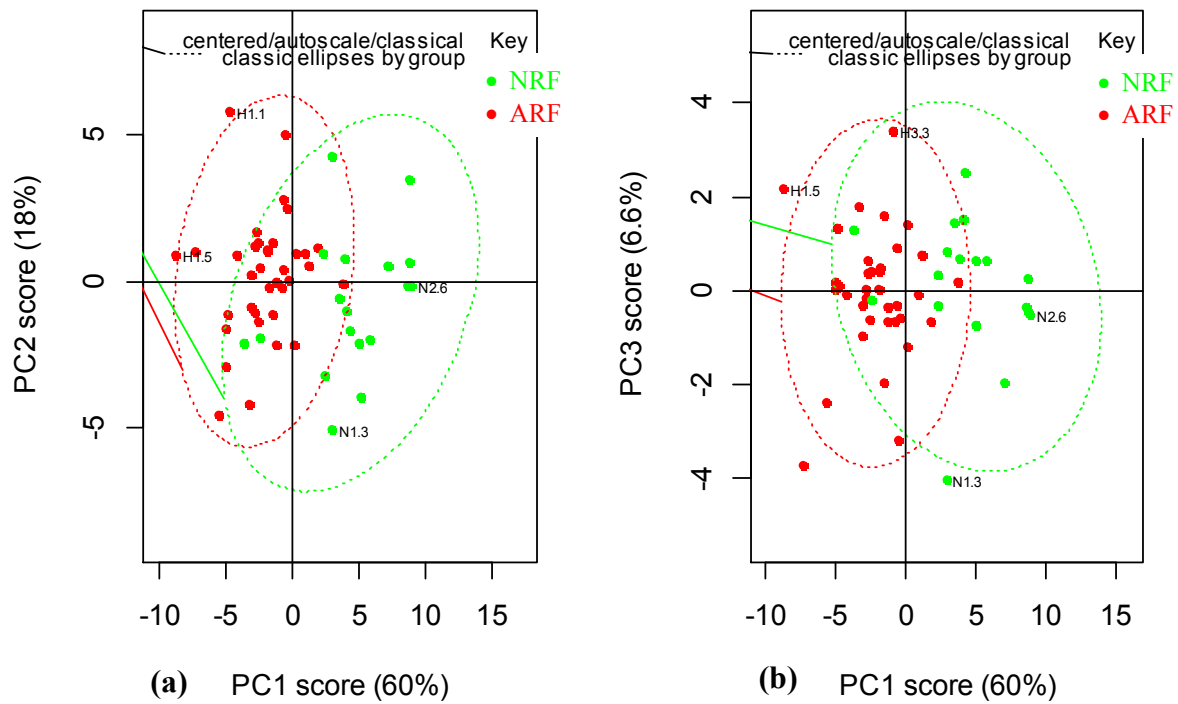 centered/autoscale/classical
classic ellipses by group
Key
NRF
ARF
H1.1
H1.5
N2.6
N1.3
5
0
-5
PC2 score (18%)
-10
-5
0
5
10
15
(a)
PC1 score (60%)
centered/autoscale/classical
classic ellipses by group
Key
NRF
ARF
H3.3
H1.5
N2.6
N1.3
4
2
0
-2
-4
PC3 score (6.6%)
-10
-5
0
5
10
15
(b)
PC1 score (60%)